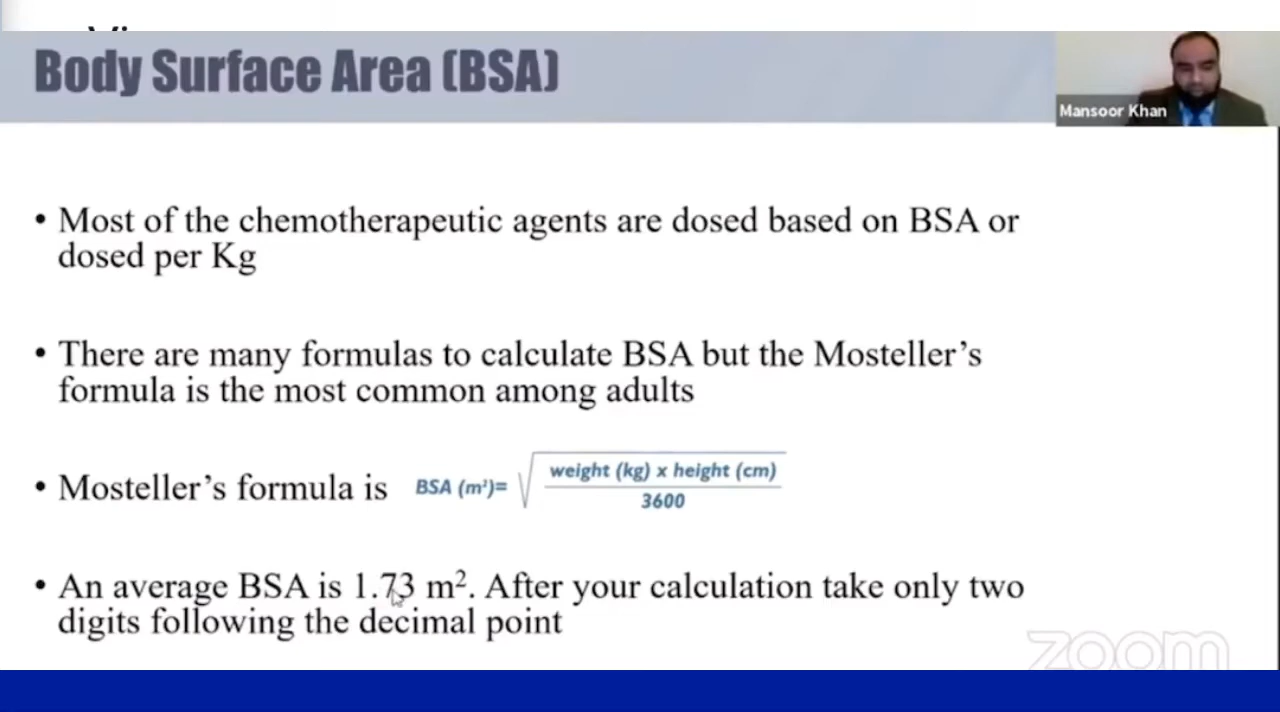 Body Surface Area (BSA)
Mansoor Khan
• Most of the chemotherapeutic agents are dosed based on BSA or
dosed per Kg
• There are many formulas to calculate BSA but the Mosteller’s
formula is the most common among adults
• Mosteller’s formula is BSA (m²)= √ weight (kg) x height (cm)
3600
• An average BSA is 1.73 m². After your calculation take only two
digits following the decimal point
zoom